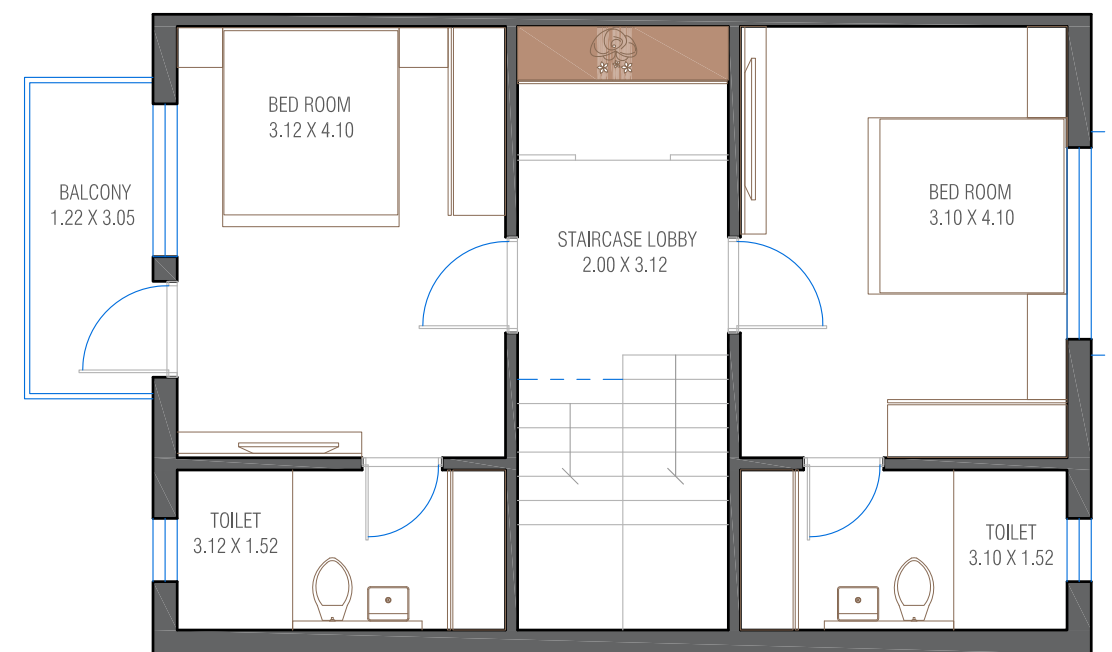 BED ROOM
3.12 X 4.10
BALCONY
1.22 X 3.05
STAIRCASE LOBBY
2.00 X 3.12
BED ROOM
3.10 X 4.10
TOILET
3.12 X 1.52
TOILET
3.10 X 1.52